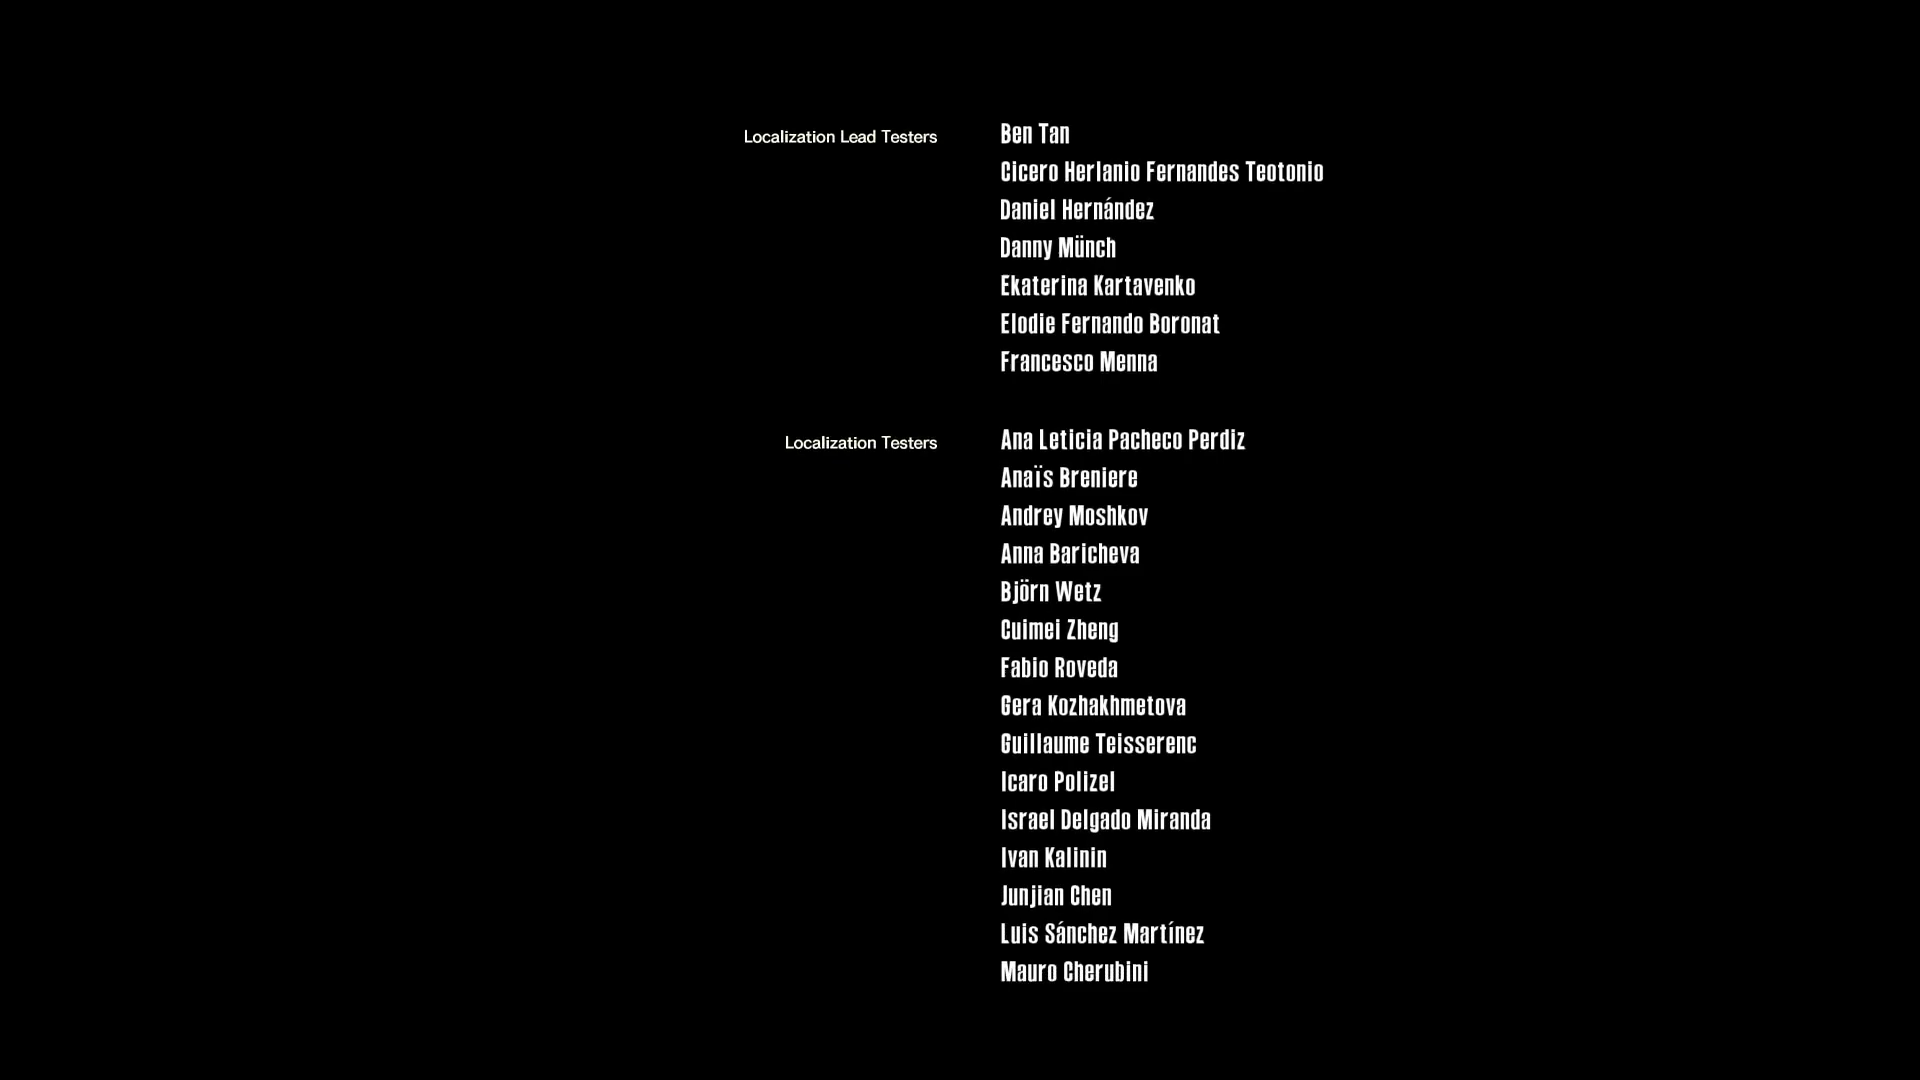 Localization Lead Testers Ben Tan
Cicero Herlanio Fernandes Teotonio
Daniel Hernández
Danny Münch
Ekaterina Kartavenko
Elodie Fernando Boronat
Francesco Menna
Localization Testers Ana Leticia Pacheco Perdiz
Anaïs Breniere
Andrey Moshkov
Anna Baricheva
Björn Wetz
Cuimei Zheng
Fabio Roveda
Gera Kozhakhmetova
Guillaume Teisserenc
Icaro Polizel
Israel Delgado Miranda
Ivan Kalinin
Junjian Chen
Luis Sánchez Martínez
Mauro Cherubini